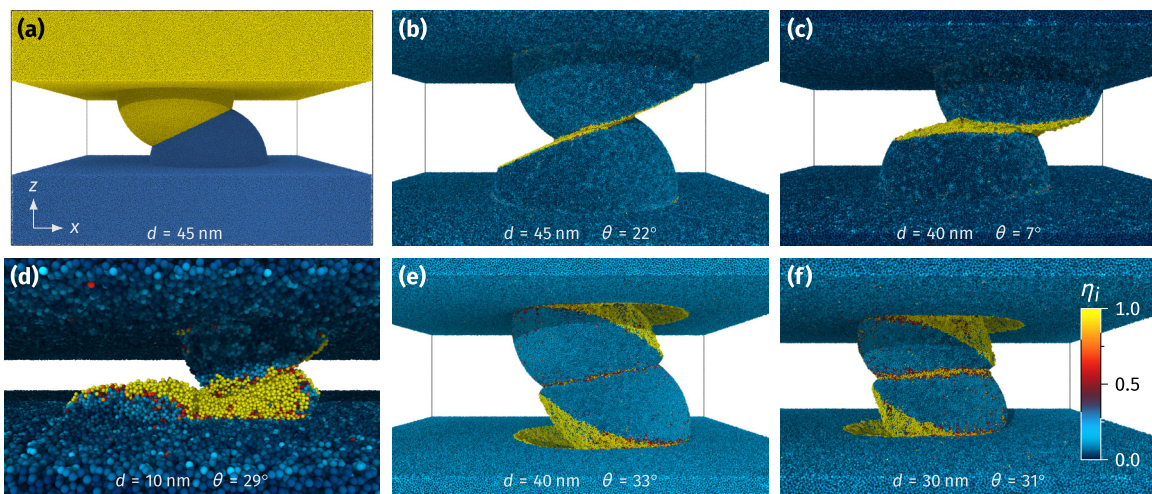 (a)
z
x
d = 45 nm
(b)
d = 45 nm θ = 22°
(c)
d = 40 nm θ = 7°
(d)
d = 10 nm θ = 29°
(e)
d = 40 nm θ = 33°
(f)
ηi
1.0
0.5
0.0
d = 30 nm θ = 31°